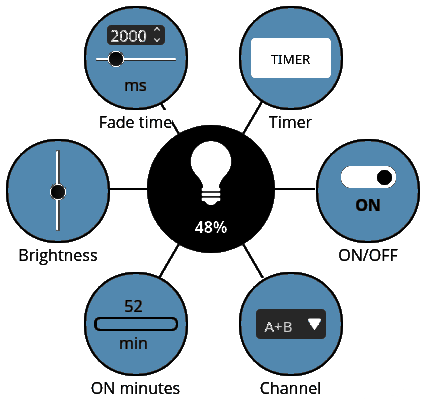 2000
ms
Fade time
TIMER
Timer
48%
Brightness
ON
ON/OFF
52
min
ON minutes
A+B
Channel